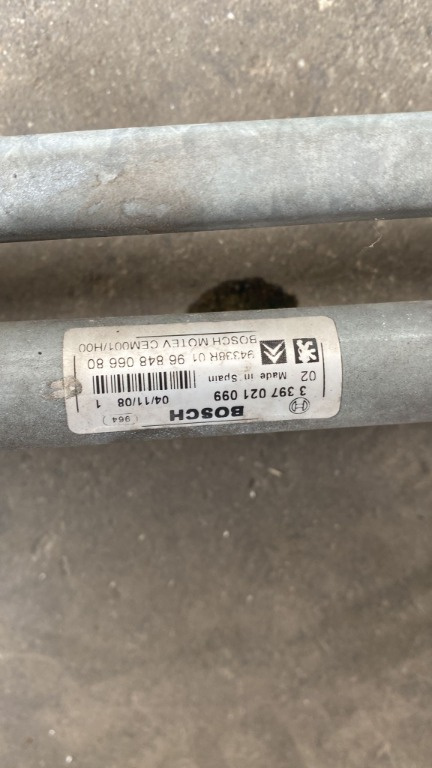 BOSCH ( 964 )
3 397 021 099 04/11/08 1
02 Made in Spain
94338R 01 96 848 066 80
BOSCH MOTEV CEM001/H00